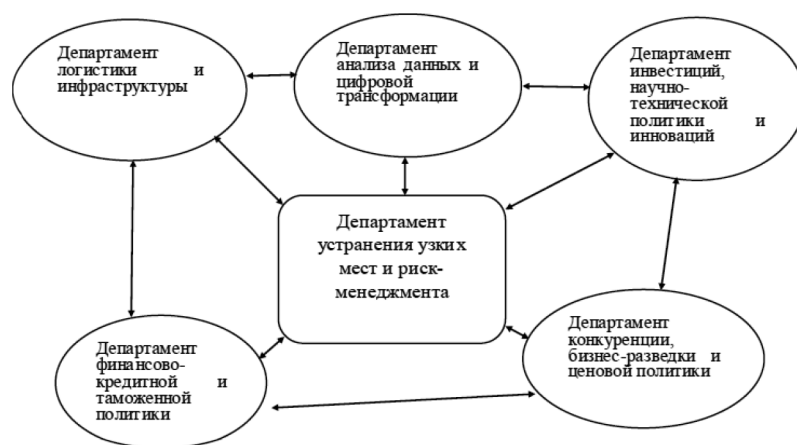 Департамент
логистики и
инфраструктуры
Департамент
анализа данных и
цифровой
трансформации
Департамент
инвестиций,
научно-
технической
политики и
инноваций
Департамент
устранения узких
мест и риск-
менеджмента
Департамент
финансово-
кредитной и
таможенной
политики
Департамент
конкуренции,
бизнес-разведки и
ценовой политики